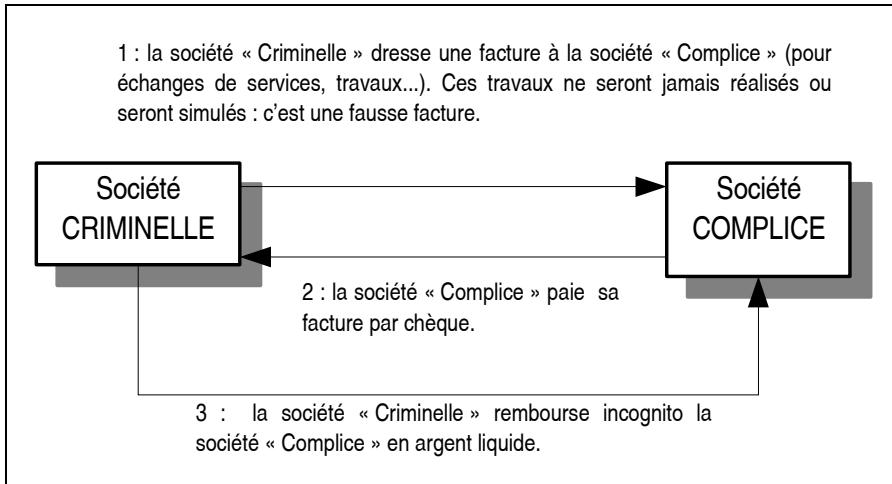 1 : la société « Criminelle » dresse une facture à la société « Complice » (pour
échanges de services, travaux...). Ces travaux ne seront jamais réalisés ou
seront simulés : c'est une fausse facture.
Société
CRIMINELLE
Société
COMPLICE
2 : la société « Complice » paie sa
facture par chèque.
3 : la société « Criminelle » rembourse incognito la
société « Complice » en argent liquide.